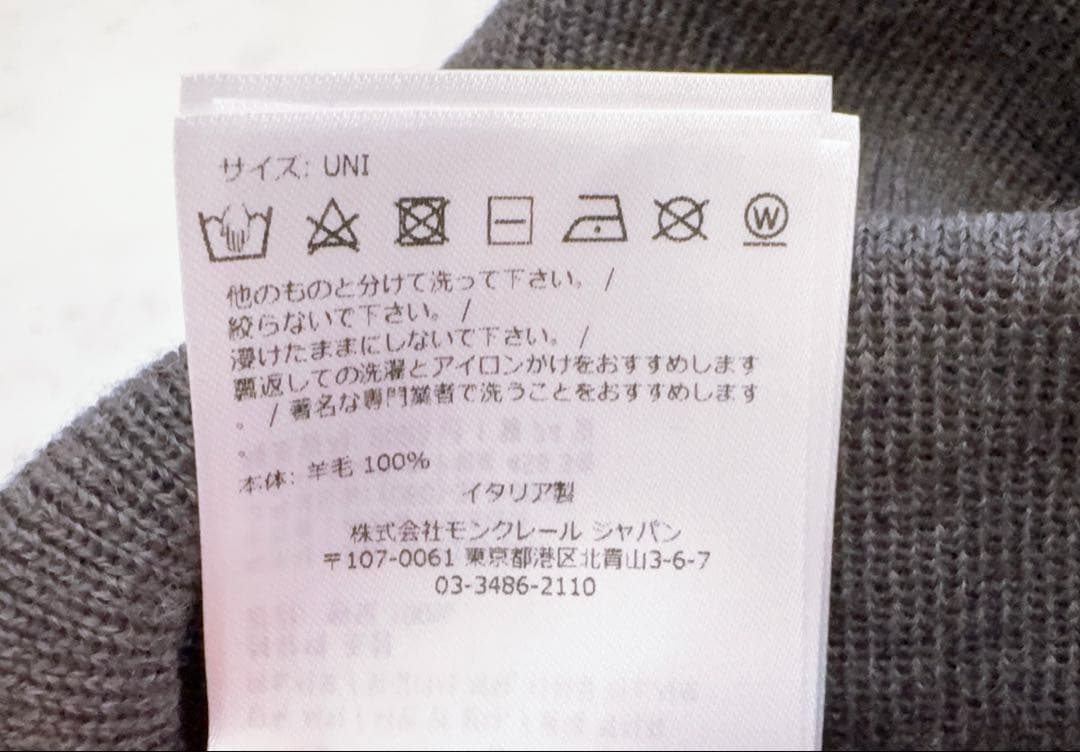 サイズ: UNI
W
他のものと分けて洗って下さい。 /
絞らないで下さい。 /
浸けたままにしないで下さい。 /
裏返しての洗濯とアイロンかけをおすすめします
。 / 著名な専門業者で洗うことをおすすめします
。
本体: 羊毛 100%
イタリア製
株式会社モンクレール ジャパン
〒107-0061 東京都港区北青山3-6-7
03-3486-2110